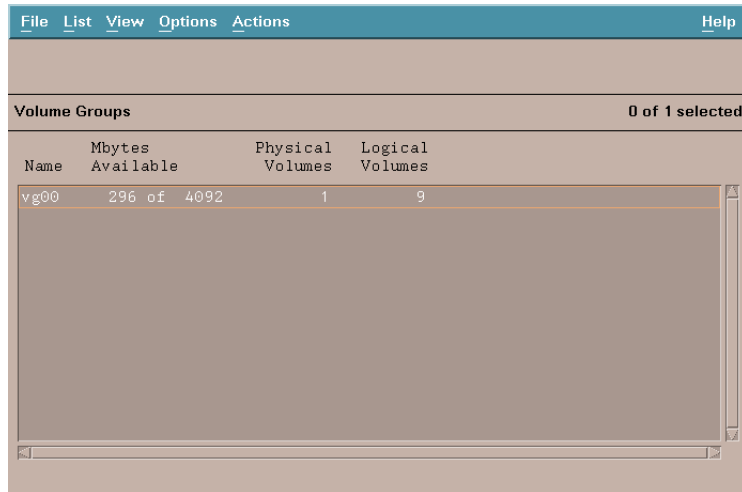 File List View Options Actions Help
Volume Groups 0 of 1 selected
Mbytes Physical Logical
Name Available Volumes Volumes
vg00 296 of 4092 1 9